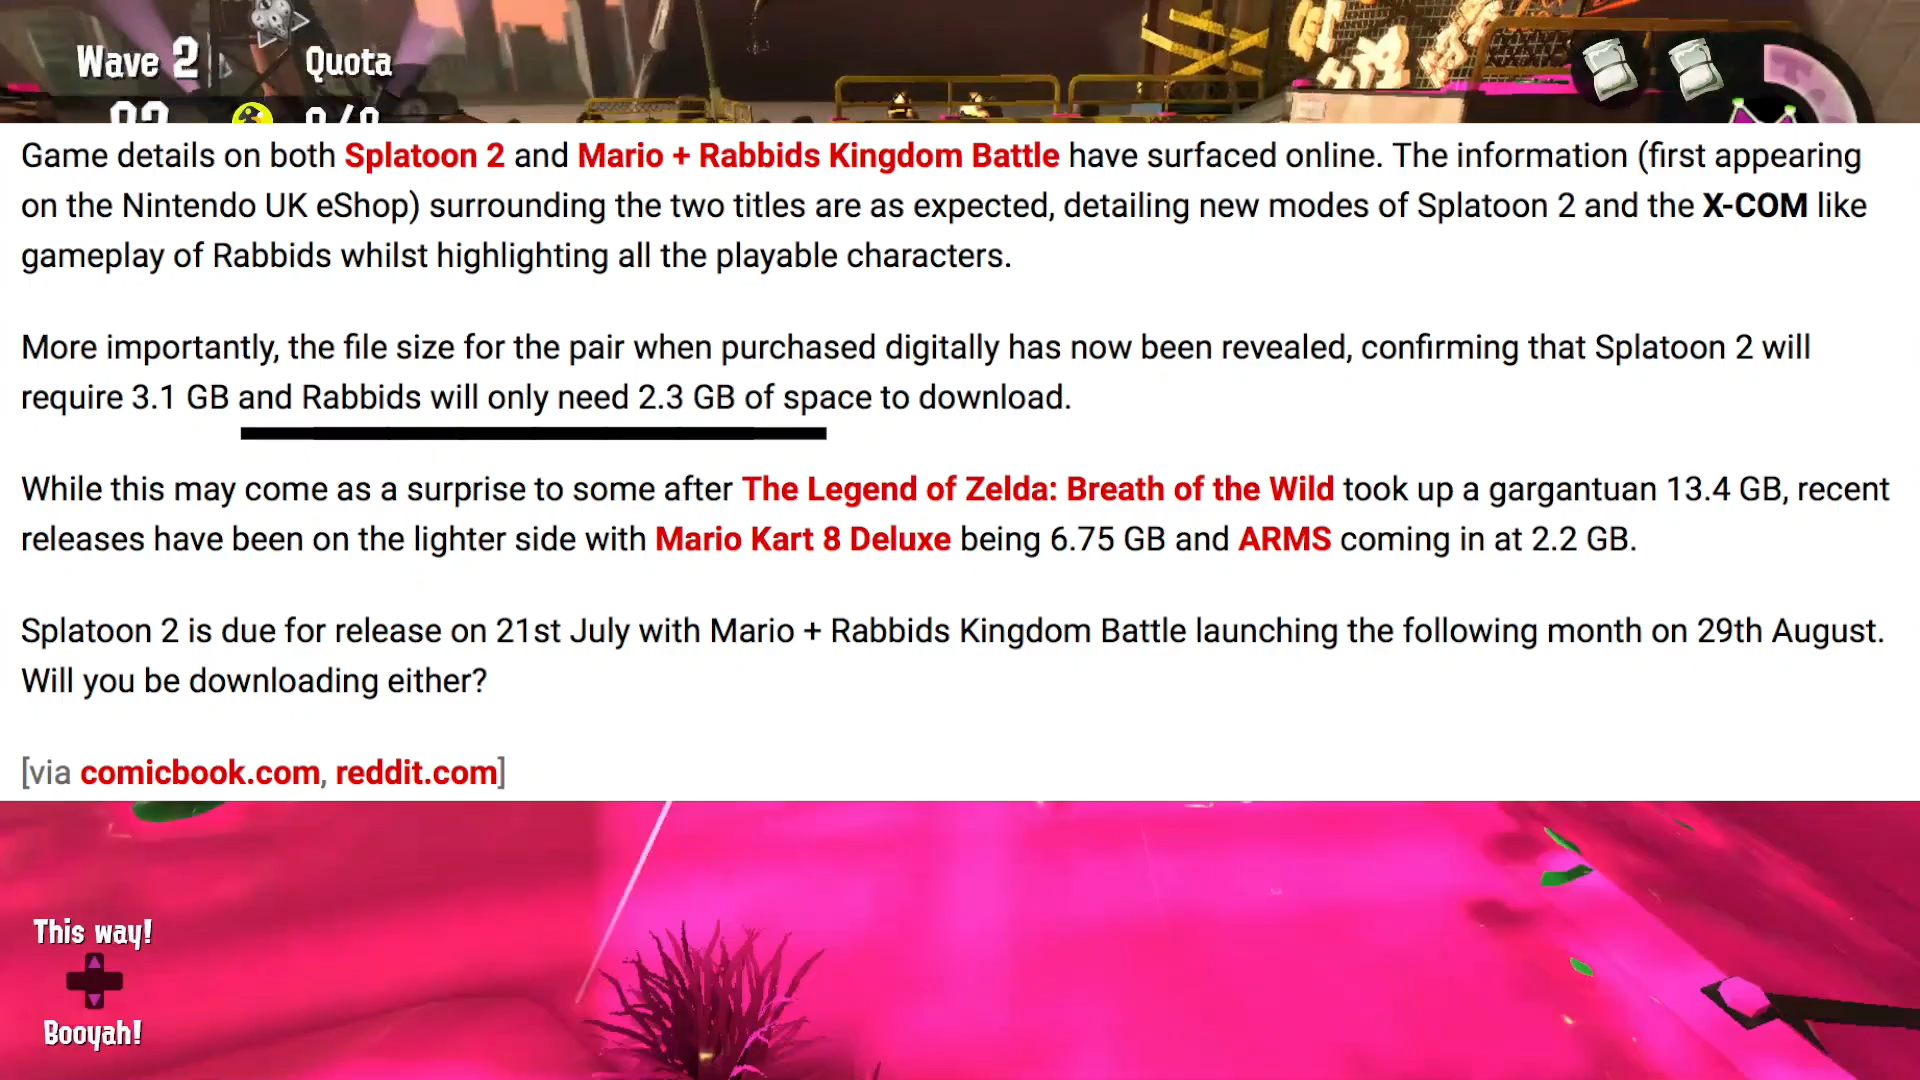 Wave 2 Quota
Game details on both Splatoon 2 and Mario + Rabbids Kingdom Battle have surfaced online. The information (first appearing
on the Nintendo UK eShop) surrounding the two titles are as expected, detailing new modes of Splatoon 2 and the X-COM like
gameplay of Rabbids whilst highlighting all the playable characters.
More importantly, the file size for the pair when purchased digitally has now been revealed, confirming that Splatoon 2 will
require 3.1 GB and Rabbids will only need 2.3 GB of space to download.
While this may come as a surprise to some after The Legend of Zelda: Breath of the Wild took up a gargantuan 13.4 GB, recent
releases have been on the lighter side with Mario Kart 8 Deluxe being 6.75 GB and ARMS coming in at 2.2 GB.
Splatoon 2 is due for release on 21st July with Mario + Rabbids Kingdom Battle launching the following month on 29th August.
Will you be downloading either?
[via comicbook.com, reddit.com]
This way!
Booyah!